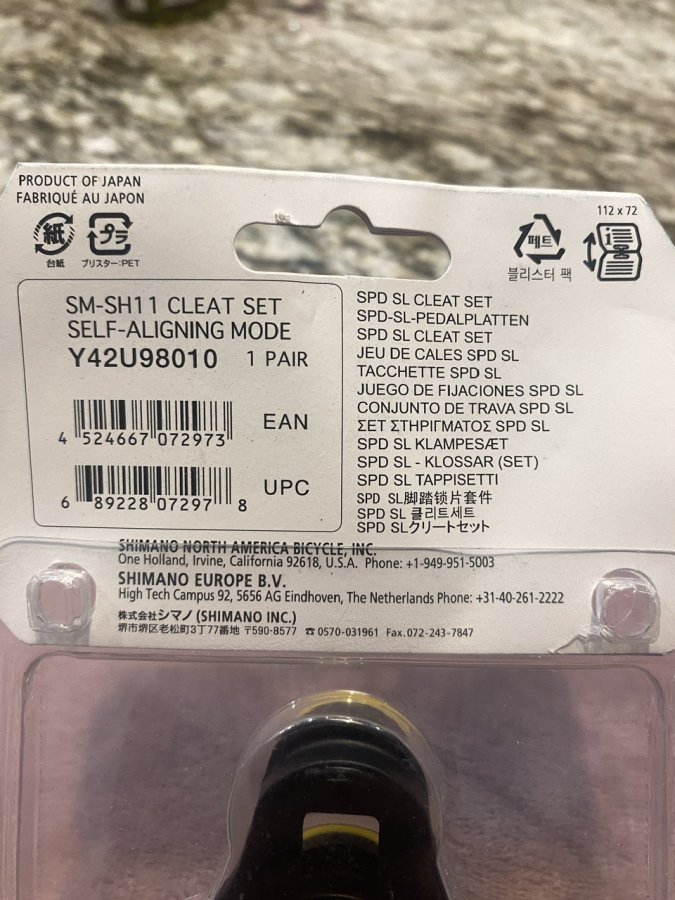 PRODUCT OF JAPAN
FABRIQUÉ AU JAPON
紙
台紙
プラ
ブリスター:PET
페트
블리스터 팩
112 x 72
i
SM-SH11 CLEAT SET
SELF-ALIGNING MODE
Y42U98010 1 PAIR
4 524667 072973
EAN
6 89228 07297 8
UPC
SPD SL CLEAT SET
SPD-SL-PEDALPLATTEN
SPD SL CLEAT SET
JEU DE CALES SPD SL
TACCHETTE SPD SL
JUEGO DE FIJACIONES SPD SL
CONJUNTO DE TRAVA SPD SL
ΣΕΤ ΣΤΗΡΙΓΜΑΤΟΣ SPD SL
SPD SL KLAMPESÆT
SPD SL - KLOSSAR (SET)
SPD SL TAPPISETTI
SPD SL脚踏锁片套件
SPD SL 클리트세트
SPD SLクリートセット
SHIMANO NORTH AMERICA BICYCLE, INC.
One Holland, Irvine, California 92618, U.S.A. Phone: +1-949-951-5003
SHIMANO EUROPE B.V.
High Tech Campus 92, 5656 AG Eindhoven, The Netherlands Phone: +31-40-261-2222
株式会社シマノ (SHIMANO INC.)
堺市堺区老松町3丁77番地 〒590-8577 ☎ 0570-031961 Fax.072-243-7847